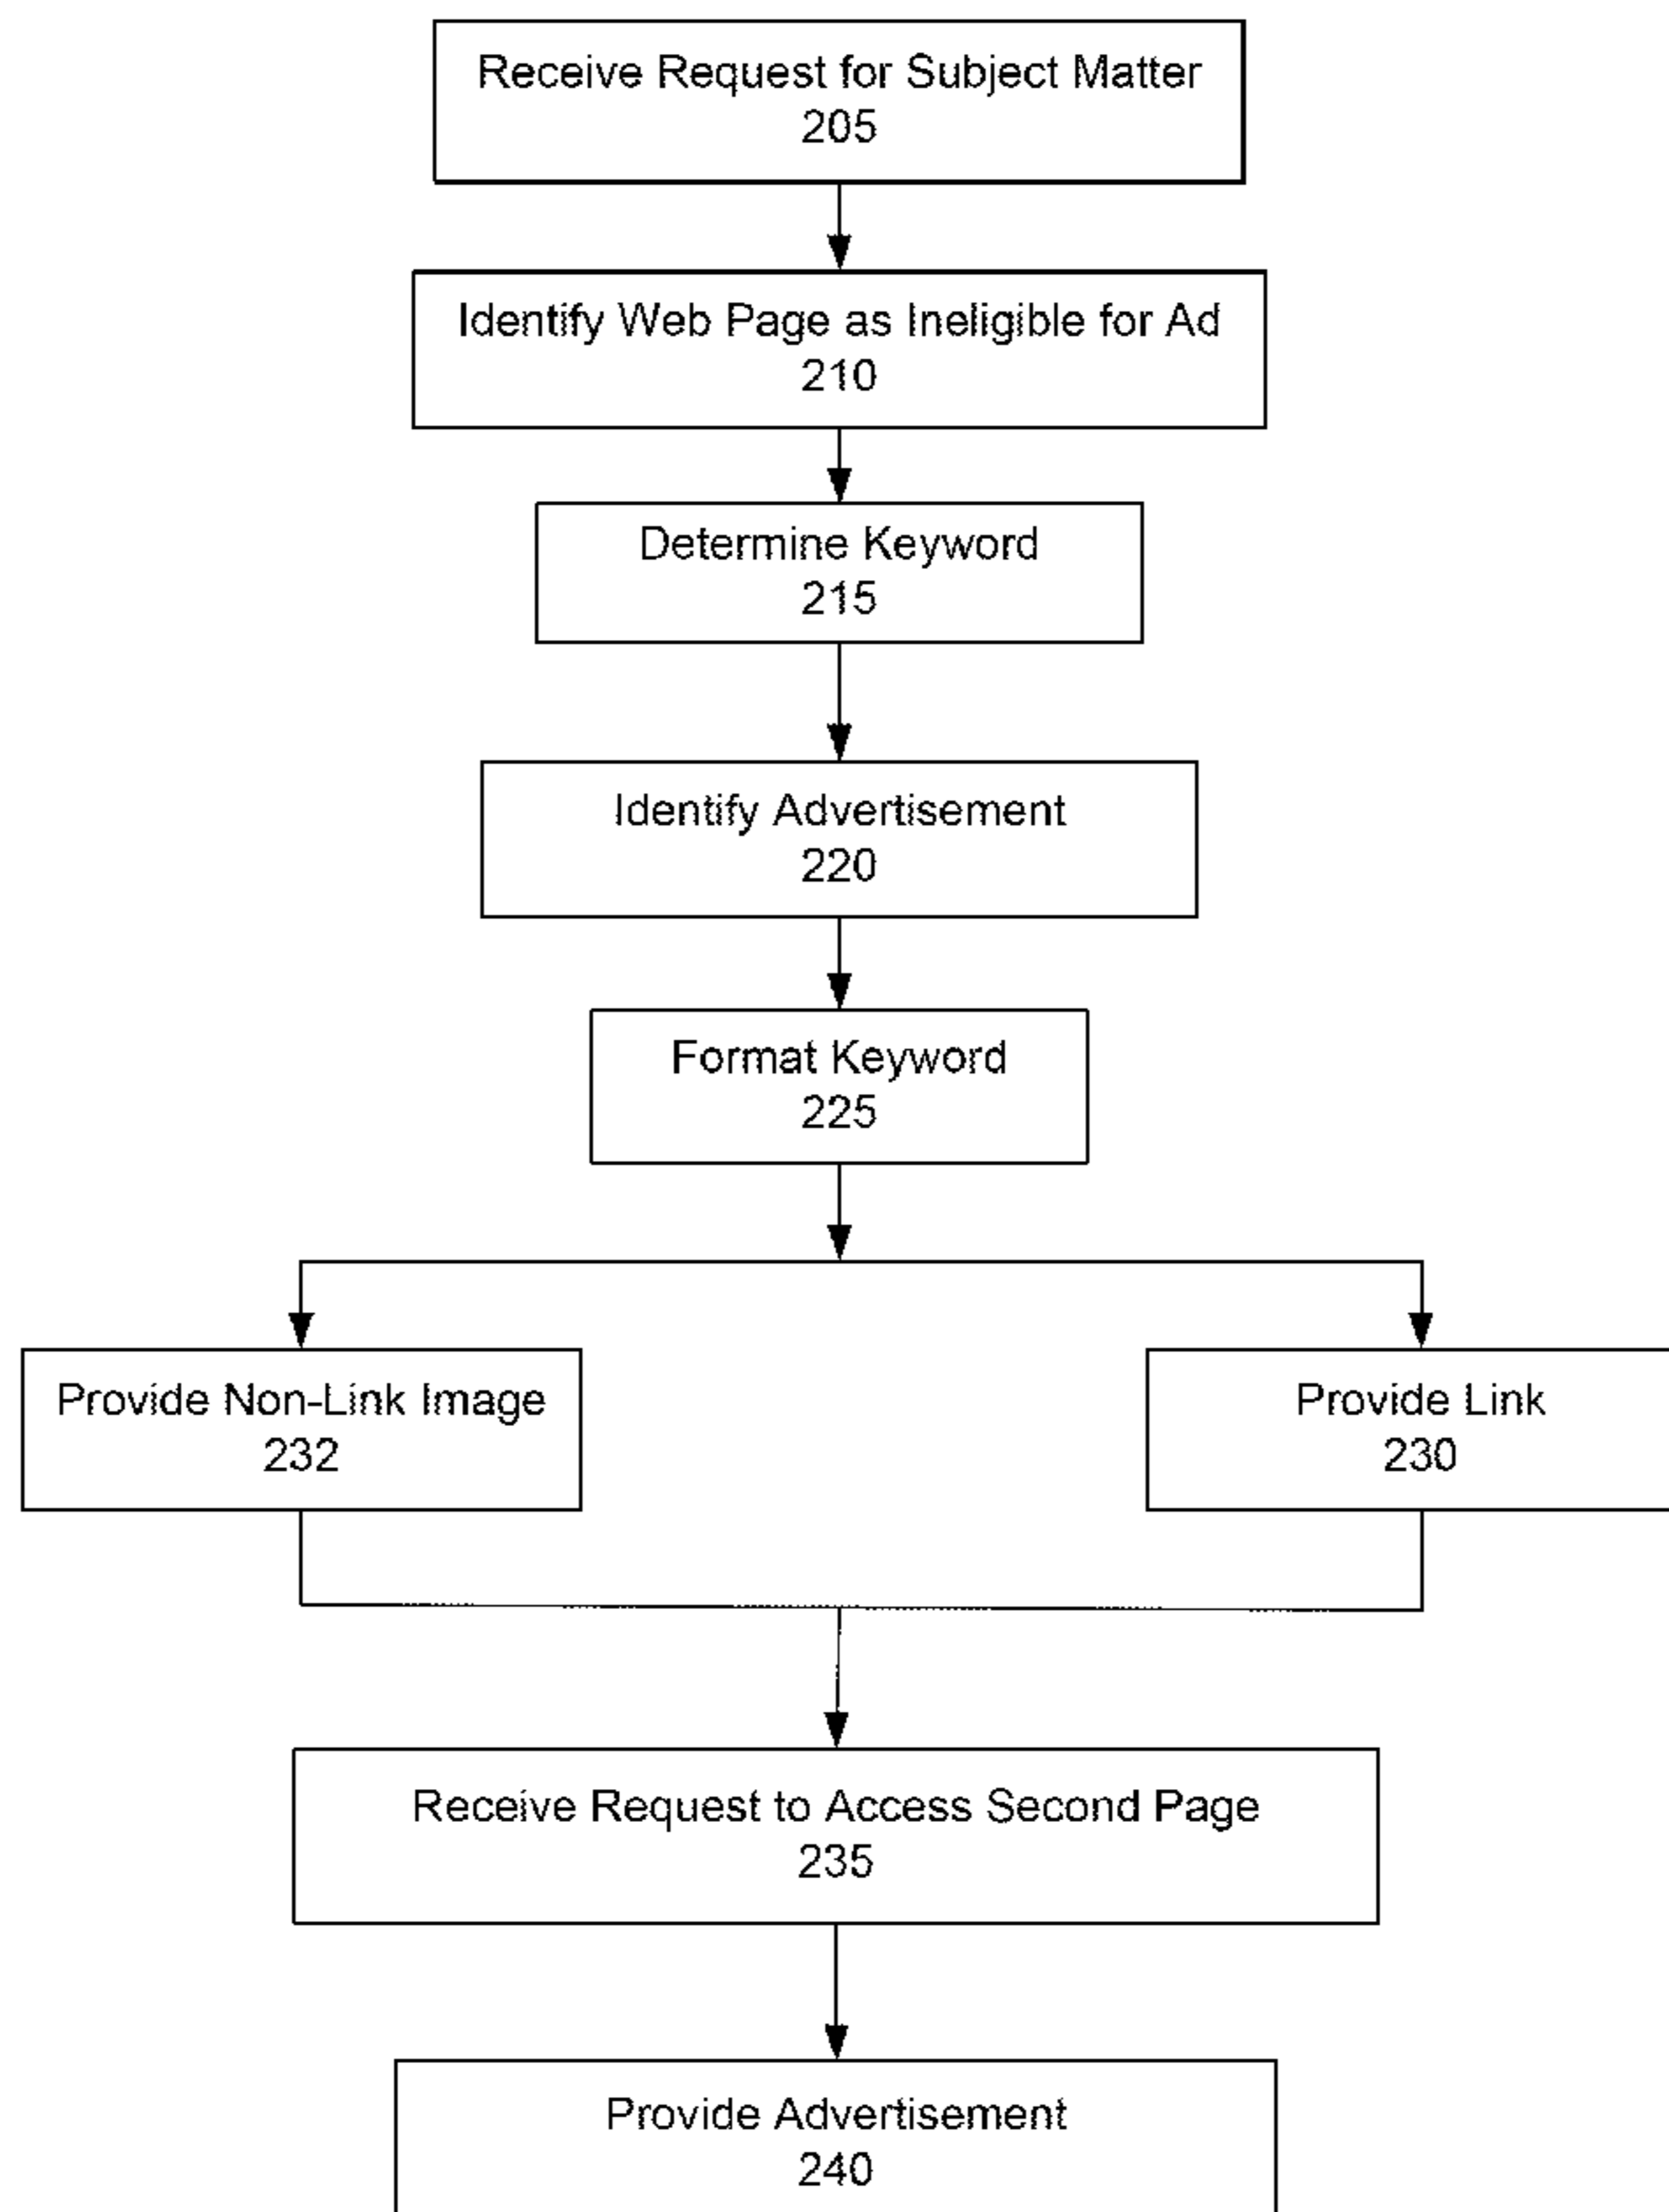 Receive Request for Subject Matter
205
Identify Web Page as Ineligible for Ad
210
Determine Keyword
215
Identify Advertisement
220
Format Keyword
225
Provide Non-Link Image
232
Provide Link
230
Receive Request to Access Second Page
235
Provide Advertisement
240